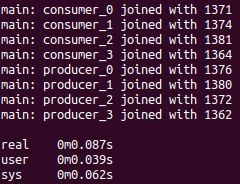 main: consumer_0 joined with 1371
main: consumer_1 joined with 1374
main: consumer_2 joined with 1381
main: consumer_3 joined with 1364
main: producer_0 joined with 1376
main: producer_1 joined with 1380
main: producer_2 joined with 1372
main: producer_3 joined with 1362
real 0m0.087s
user 0m0.039s
sys 0m0.062s